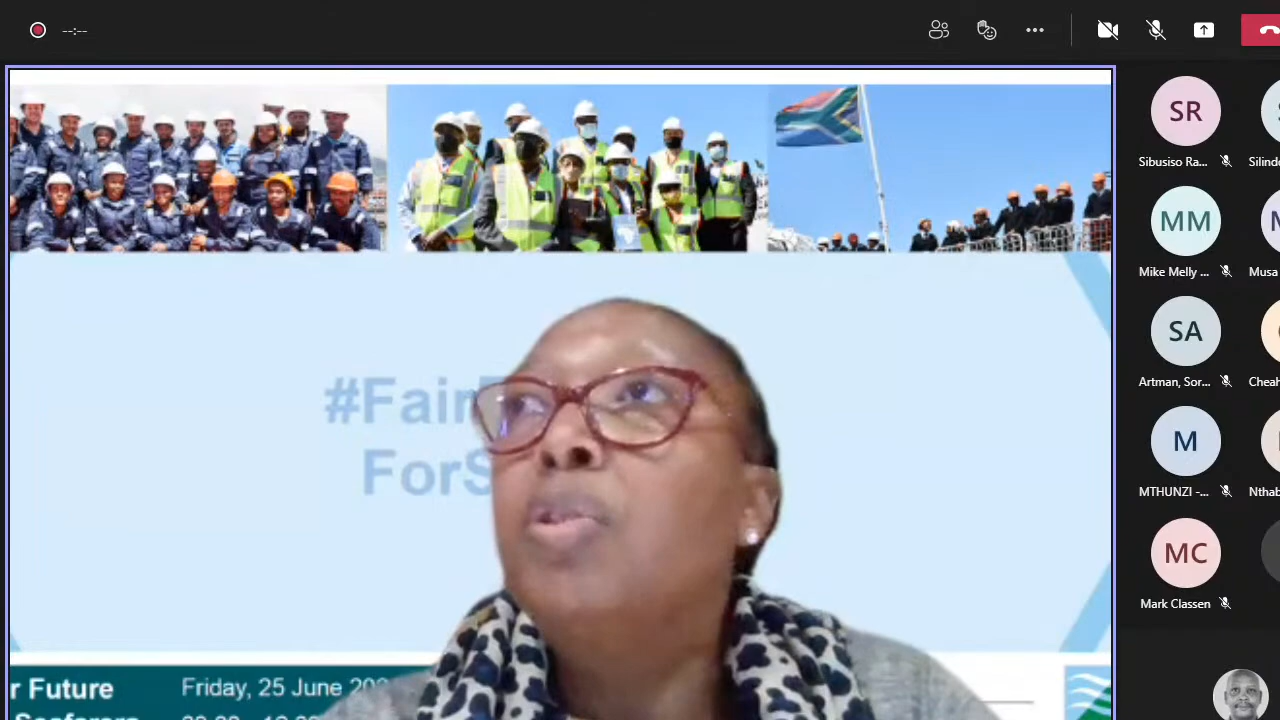 --:--
SR
Sibusiso Ra...
Silind
MM
Mike Melly ...
Musa
SA
Artman, Sor...
Cheah
M
MTHUNZI -...
Nthab
MC
Mark Classen
#Fair
ForS
r Future
Friday, 25 June 20